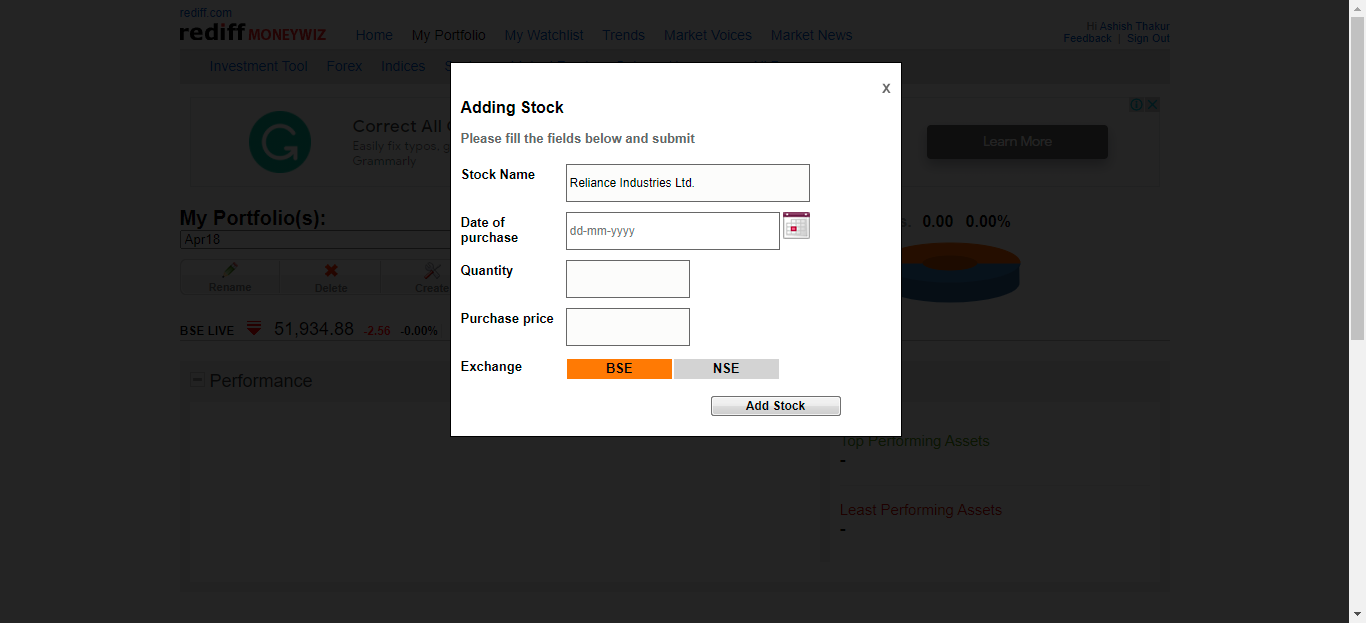 rediff.com
rediff MONEYWIZ
Home My Portfolio My Watchlist Trends Market Voices Market News
Hi Ashish Thakur
Feedback | Sign Out
Investment Tool Forex Indices
Correct All
Easily fix typos,
Grammarly
Learn More
X
Adding Stock
Please fill the fields below and submit
Stock Name
Reliance Industries Ltd.
Date of
purchase
dd-mm-yyyy
Quantity
Purchase price
Exchange
BSE NSE
Add Stock
My Portfolio(s):
Apr18
Rename Delete Create
0.00 0.00%
BSE LIVE 51,934.88 -2.56 -0.00%
Performance
Top Performing Assets
-
Least Performing Assets
-